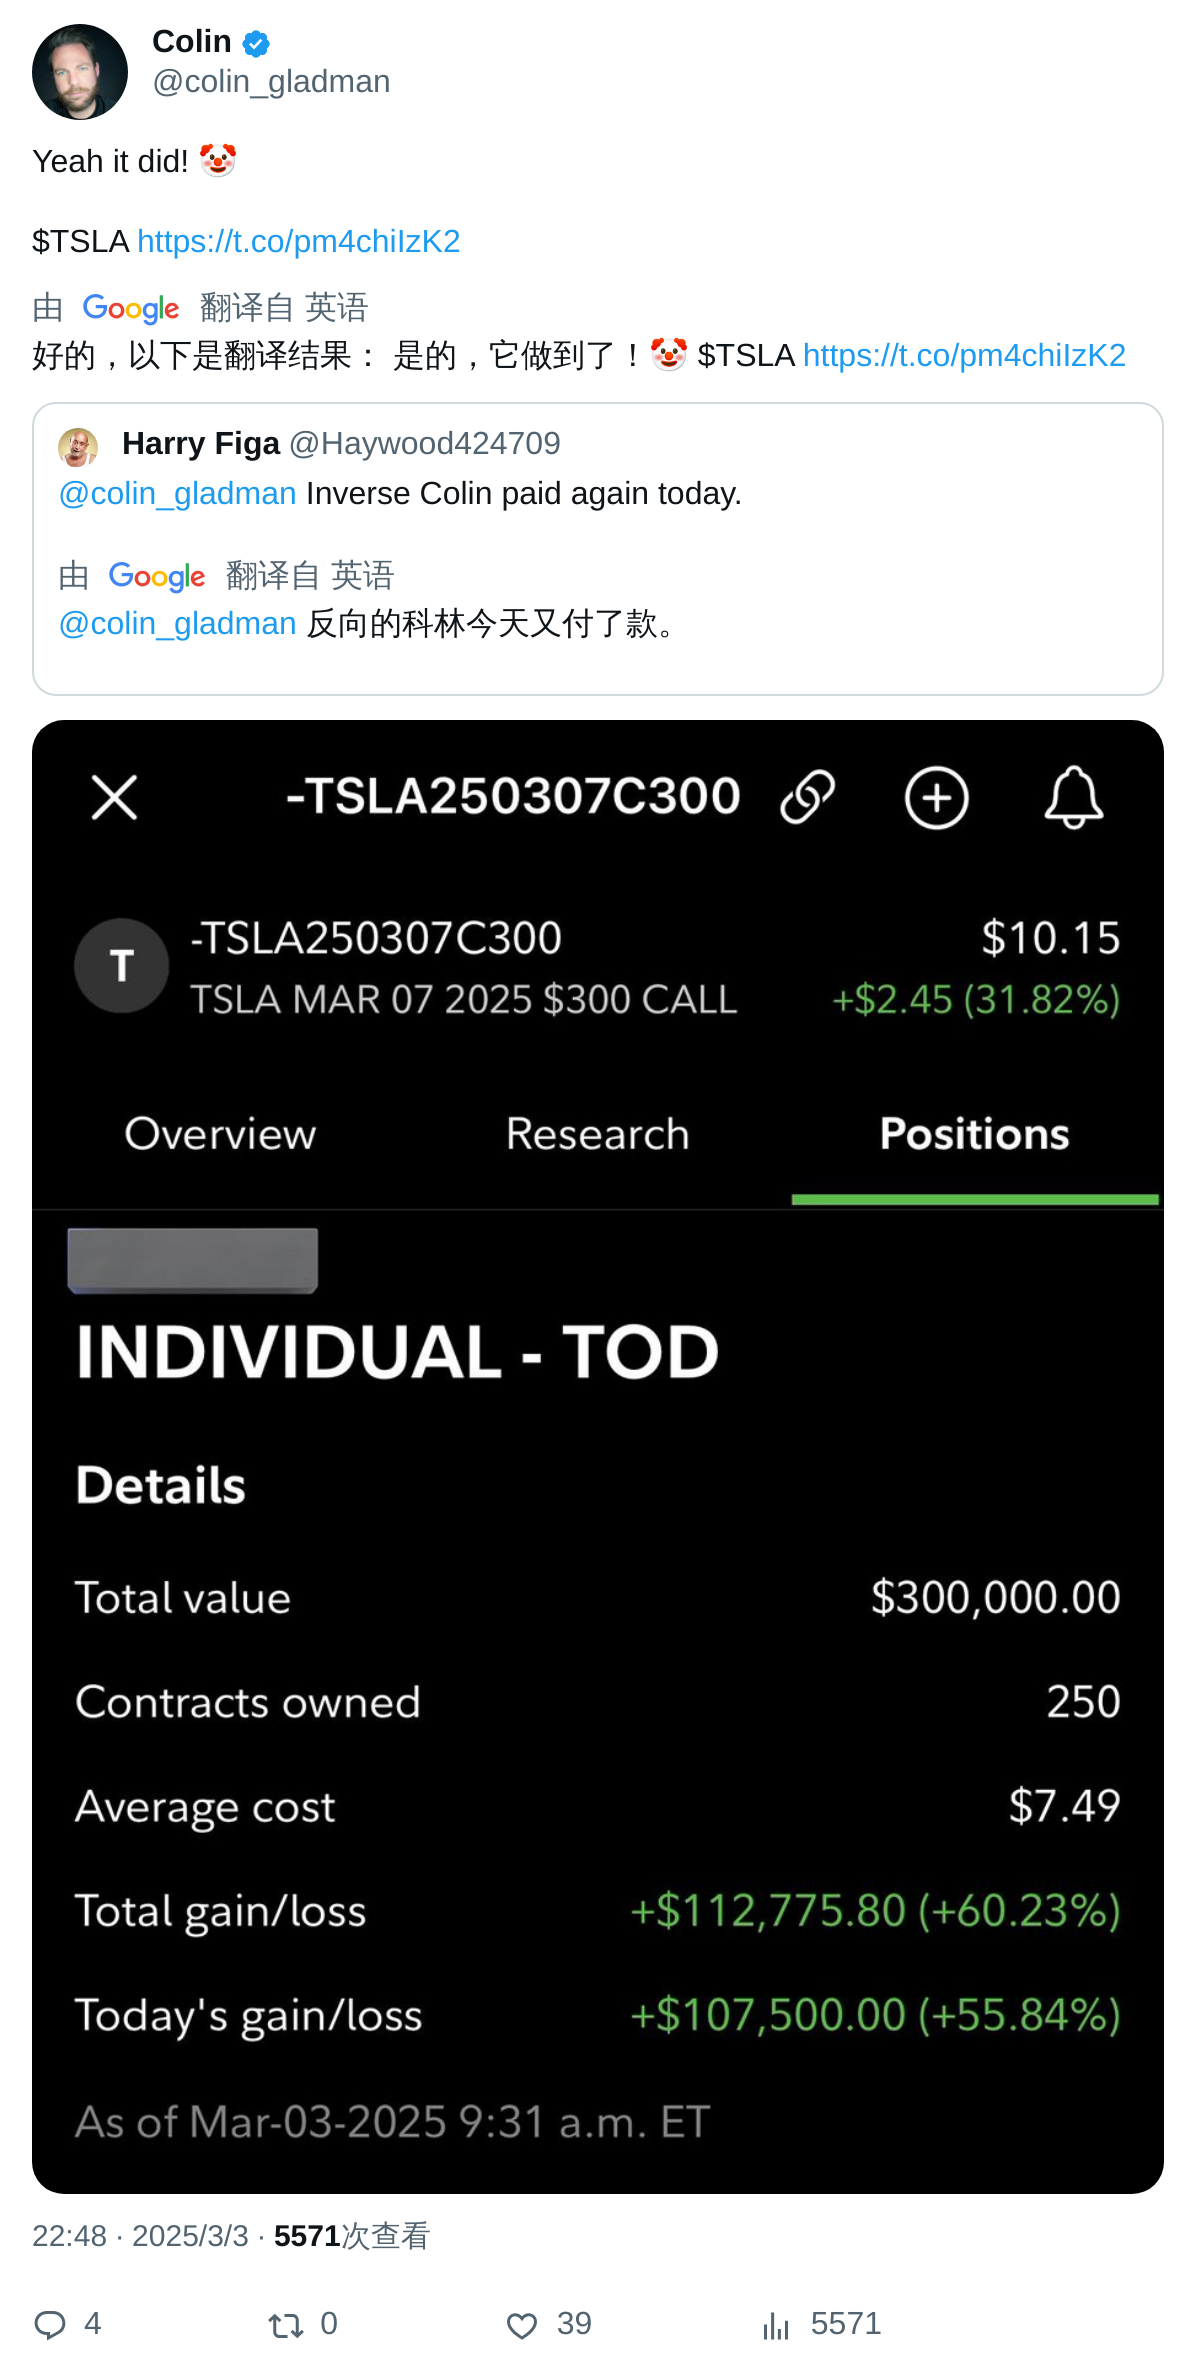 Colin
@colin_gladman
Yeah it did! 🤡
$TSLA https://t.co/pm4chiIzK2
由 Google 翻译自 英语
好的，以下是翻译结果： 是的，它做到了！🤡 $TSLA https://t.co/pm4chiIzK2
Harry Figa @Haywood424709
@colin_gladman Inverse Colin paid again today.
由 Google 翻译自 英语
@colin_gladman 反向的科林今天又付了款。
-TSLA250307C300
T
-TSLA250307C300 $10.15
TSLA MAR 07 2025 $300 CALL +$2.45 (31.82%)
Overview Research Positions
INDIVIDUAL - TOD
Details
Total value $300,000.00
Contracts owned 250
Average cost $7.49
Total gain/loss +$112,775.80 (+60.23%)
Today's gain/loss +$107,500.00 (+55.84%)
As of Mar-03-2025 9:31 a.m. ET
22:48 · 2025/3/3 · 5571次查看
4 0 39 5571